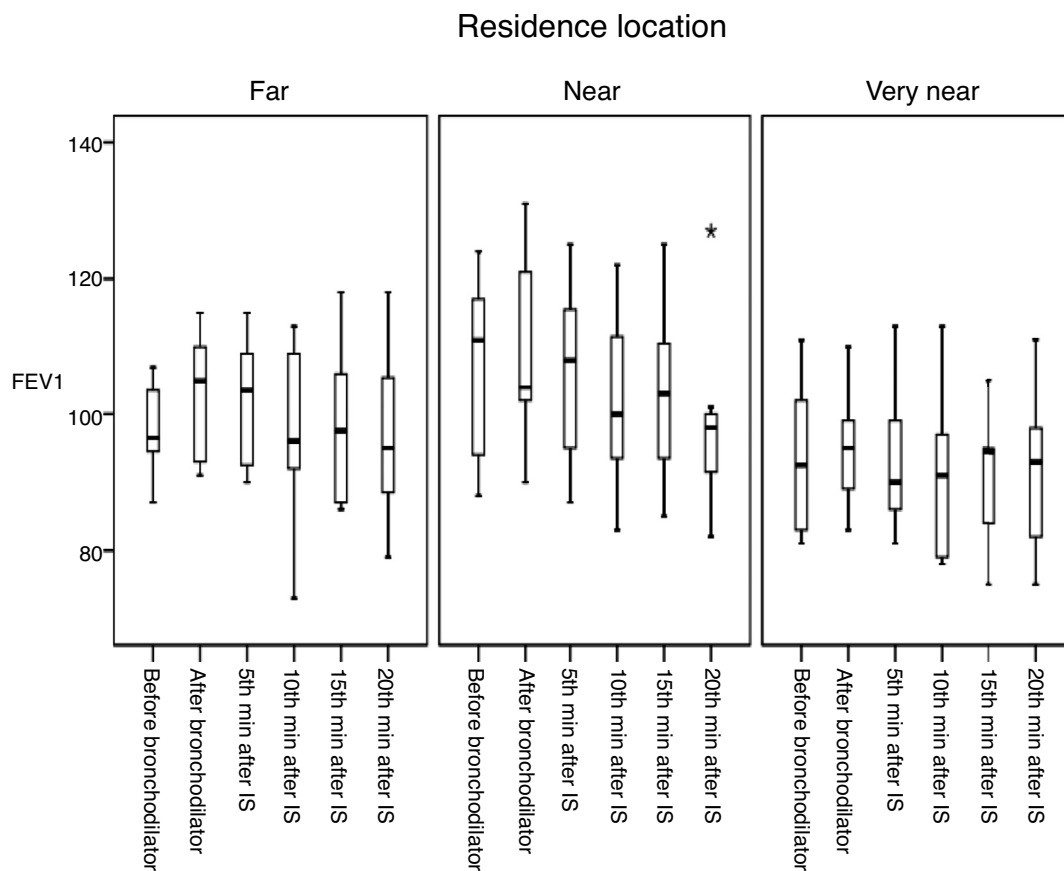 Residence location
Far
Near
Very near
FEV1
140
120
100
80
Before bronchodilator
After bronchodilator
5th min after IS
10th min after IS
15th min after IS
20th min after IS
Before bronchodilator
After bronchodilator
5th min after IS
10th min after IS
15th min after IS
20th min after IS
Before bronchodilator
After bronchodilator
5th min after IS
10th min after IS
15th min after IS
20th min after IS